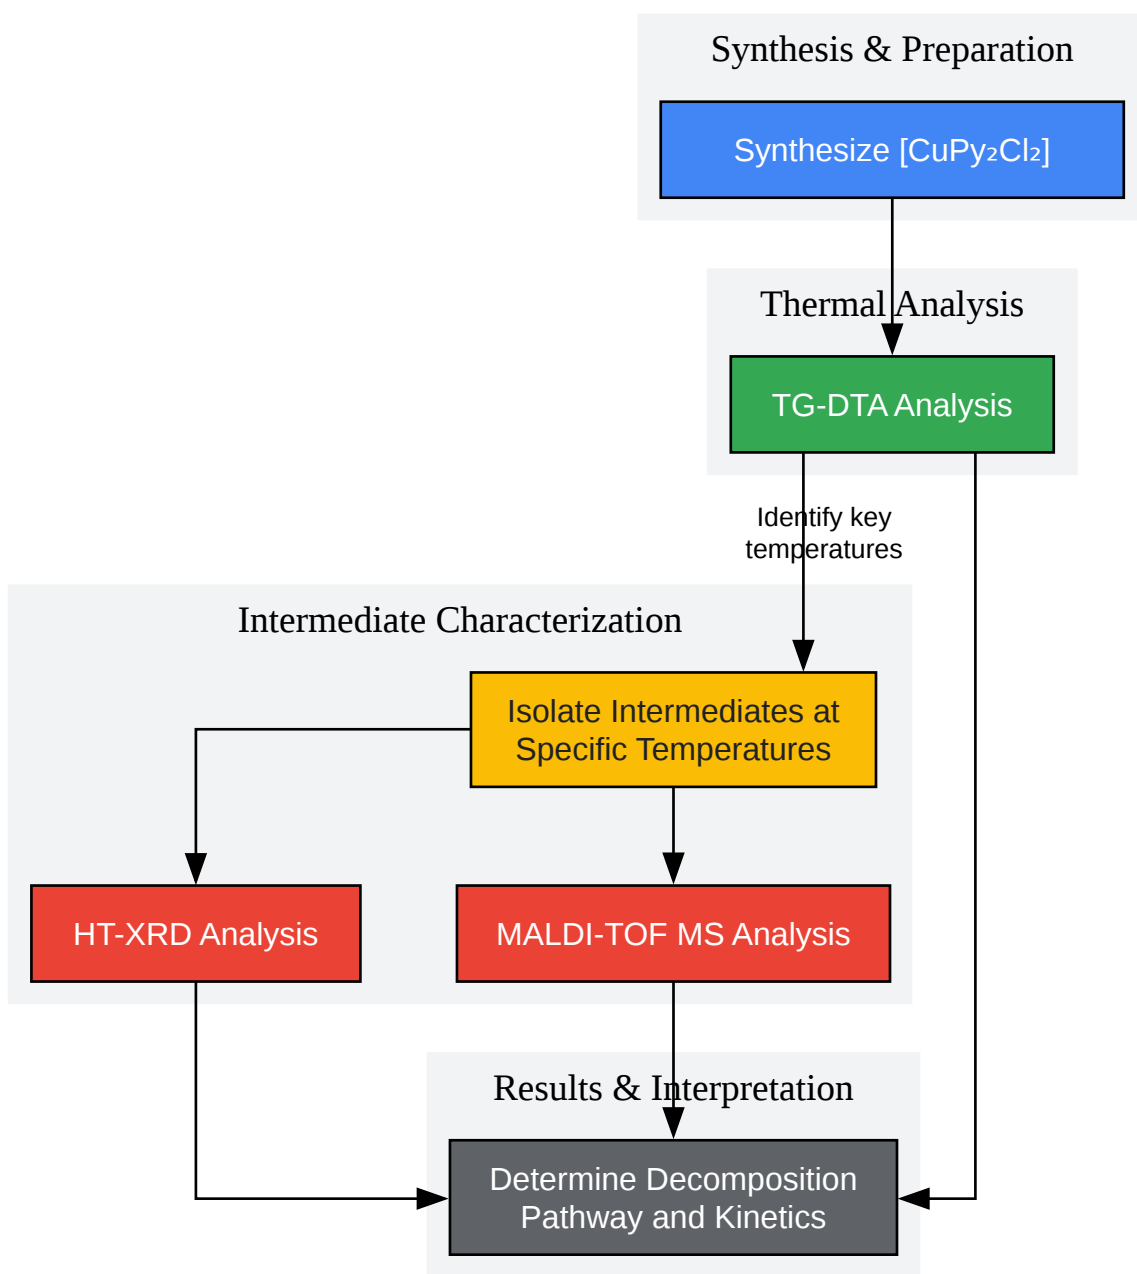 Synthesis & Preparation
Synthesize [CuPy₂Cl₂]
Thermal Analysis
TG-DTA Analysis
Identify key
temperatures
Intermediate Characterization
Isolate Intermediates at
Specific Temperatures
HT-XRD Analysis
MALDI-TOF MS Analysis
Results & Interpretation
Determine Decomposition
Pathway and Kinetics